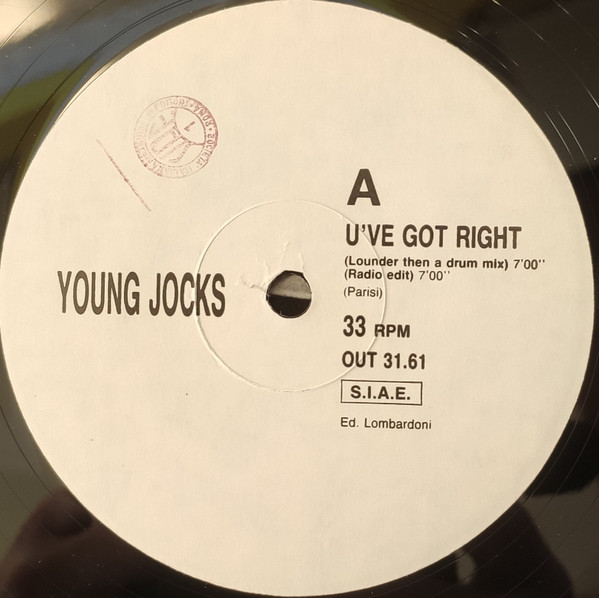 A
U'VE GOT RIGHT
(Lounder then a drum mix) 7'00''
(Radio edit) 7'00''
(Parisi)
YOUNG JOCKS
33 RPM
OUT 31.61
S.I.A.E.
Ed. Lombardoni